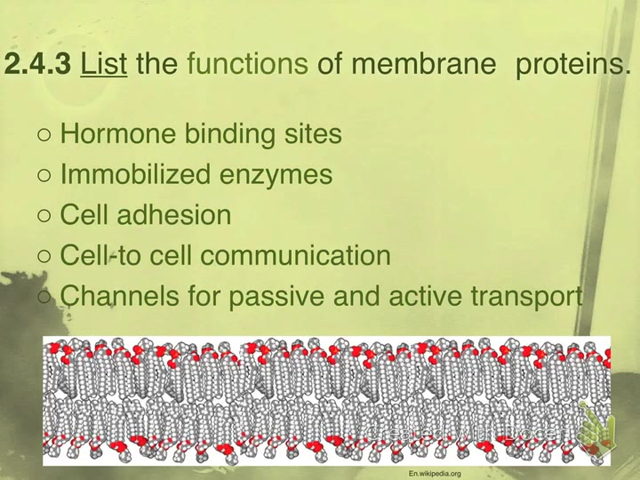 2.4.3 List the functions of membrane proteins.
○ Hormone binding sites
○ Immobilized enzymes
○ Cell adhesion
○ Cell-to cell communication
○ Channels for passive and active transport
En.wikipedia.org